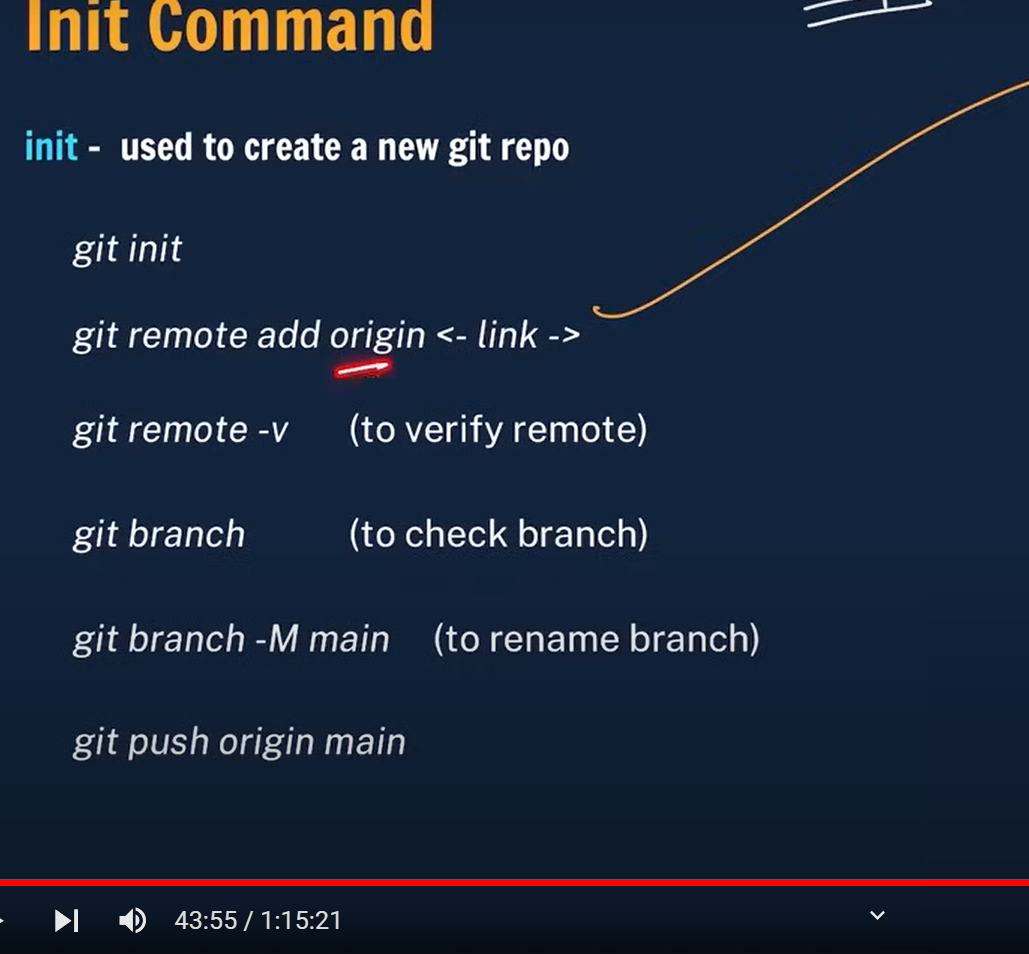 Init Command
init - used to create a new git repo
git init
git remote add origin <- link ->
git remote -v (to verify remote)
git branch (to check branch)
git branch -M main (to rename branch)
git push origin main
43:55 / 1:15:21